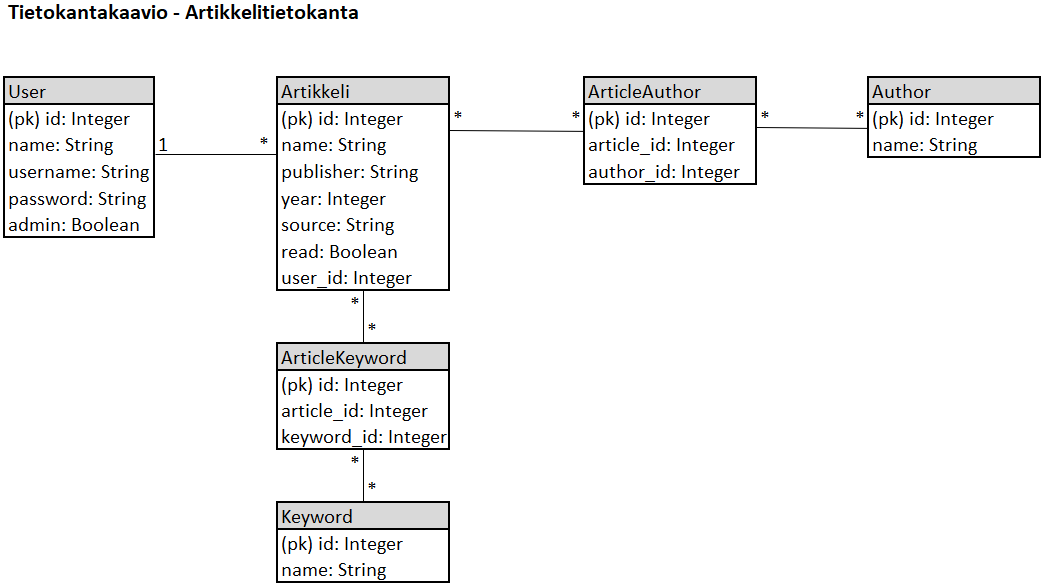 Tietokantakaavio - Artikkelitietokanta
User
(pk) id: Integer
name: String
username: String
password: String
admin: Boolean
1
*
Artikkeli
(pk) id: Integer
name: String
publisher: String
year: Integer
source: String
read: Boolean
user_id: Integer
*
*
ArticleAuthor
(pk) id: Integer
article_id: Integer
author_id: Integer
*
*
Author
(pk) id: Integer
name: String
*
*
ArticleKeyword
(pk) id: Integer
article_id: Integer
keyword_id: Integer
*
*
Keyword
(pk) id: Integer
name: String